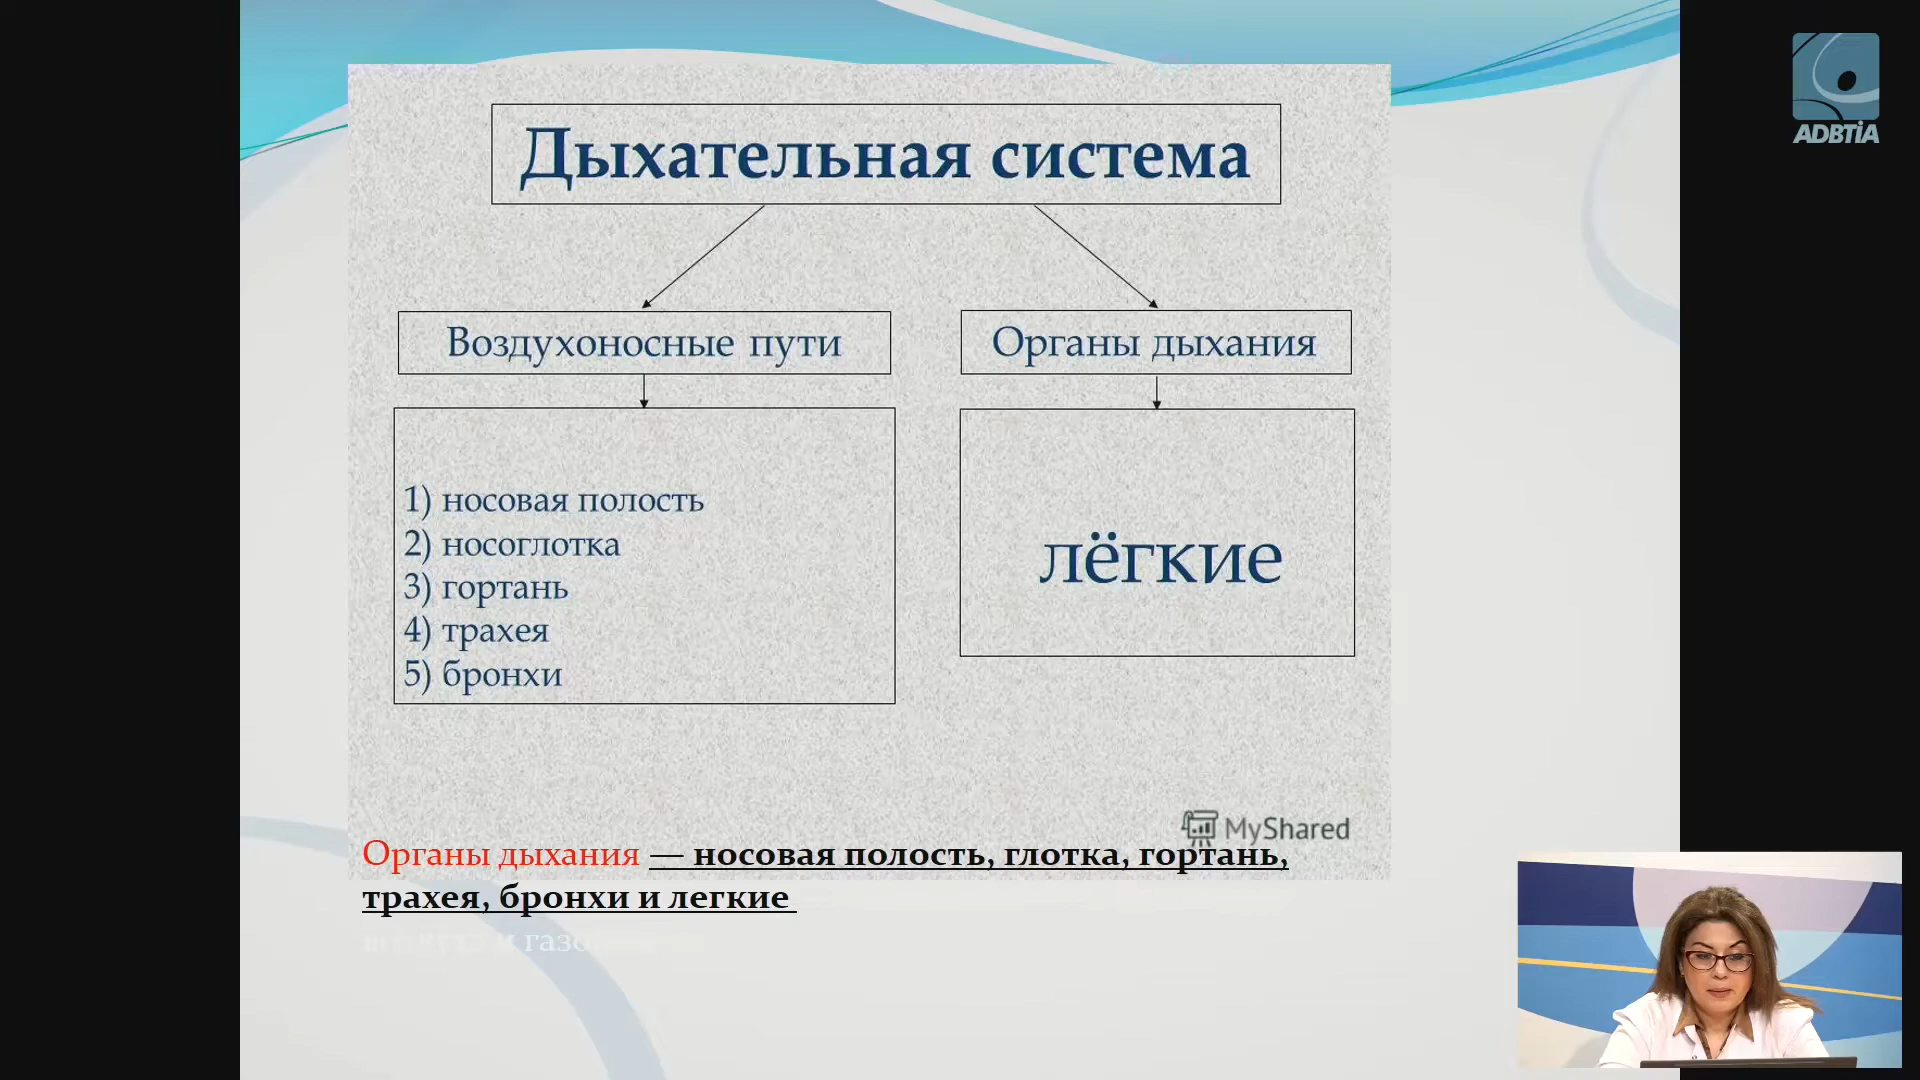 ADBTİA
Дыхательная система
Воздухоносные пути
Органы дыхания
1) носовая полость
2) носоглотка
3) гортань
4) трахея
5) бронхи
лёгкие
MyShared
Органы дыхания — носовая полость, глотка, гортань,
трахея, бронхи и легкие